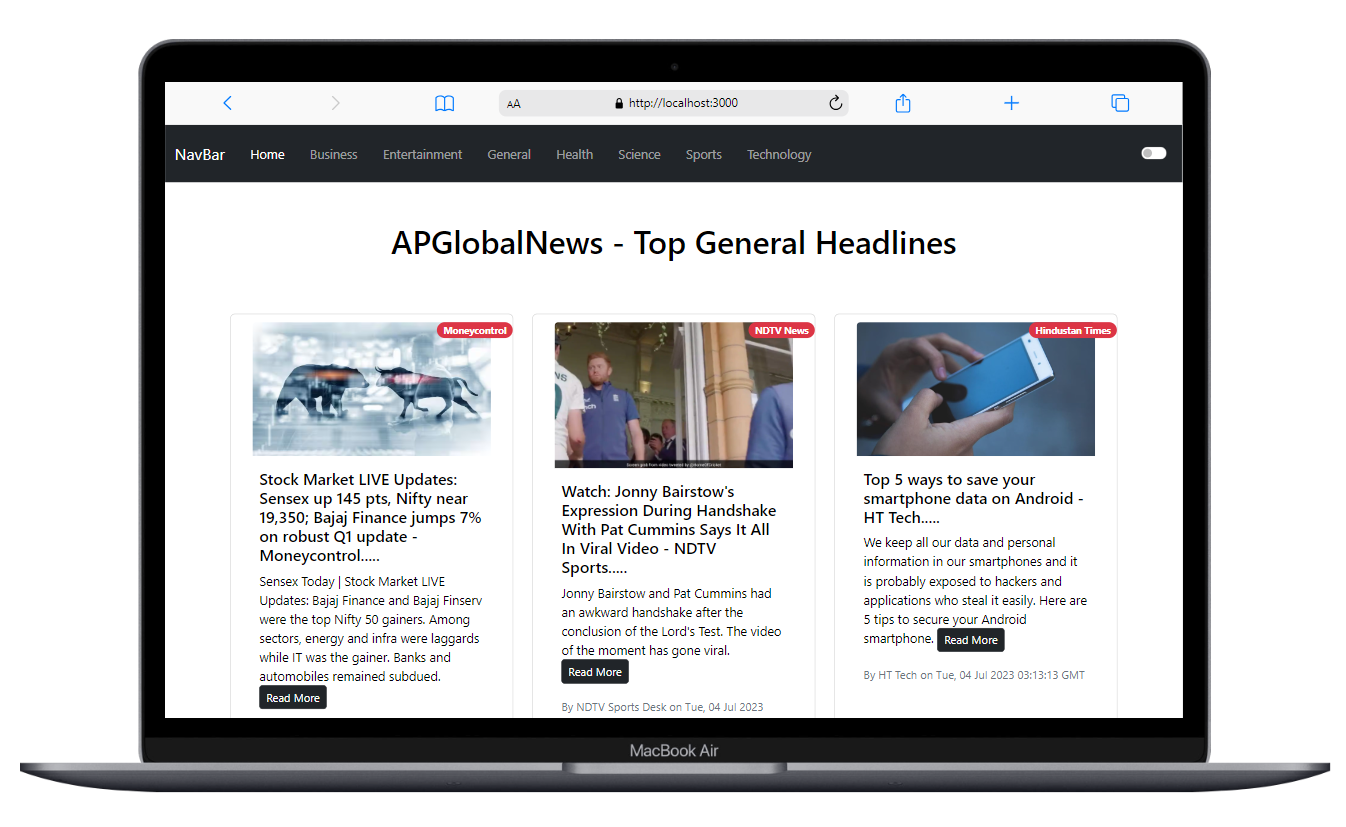 AA http://localhost:3000
NavBar Home Business Entertainment General Health Science Sports Technology
APGlobalNews - Top General Headlines
Moneycontrol
Stock Market LIVE Updates:
Sensex up 145 pts, Nifty near
19,350; Bajaj Finance jumps 7%
on robust Q1 update -
Moneycontrol.....
Sensex Today | Stock Market LIVE
Updates: Bajaj Finance and Bajaj Finserv
were the top Nifty 50 gainers. Among
sectors, energy and infra were laggards
while IT was the gainer. Banks and
automobiles remained subdued.
Read More
NDTV News
Watch: Jonny Bairstow's
Expression During Handshake
With Pat Cummins Says It All
In Viral Video - NDTV
Sports.....
Jonny Bairstow and Pat Cummins had
an awkward handshake after the
conclusion of the Lord's Test. The video
of the moment has gone viral.
Read More
By NDTV Sports Desk on Tue, 04 Jul 2023
Hindustan Times
Top 5 ways to save your
smartphone data on Android -
HT Tech.....
We keep all our data and personal
information in our smartphones and it
is probably exposed to hackers and
applications who steal it easily. Here are
5 tips to secure your Android
smartphone. Read More
By HT Tech on Tue, 04 Jul 2023 03:13:13 GMT
MacBook Air